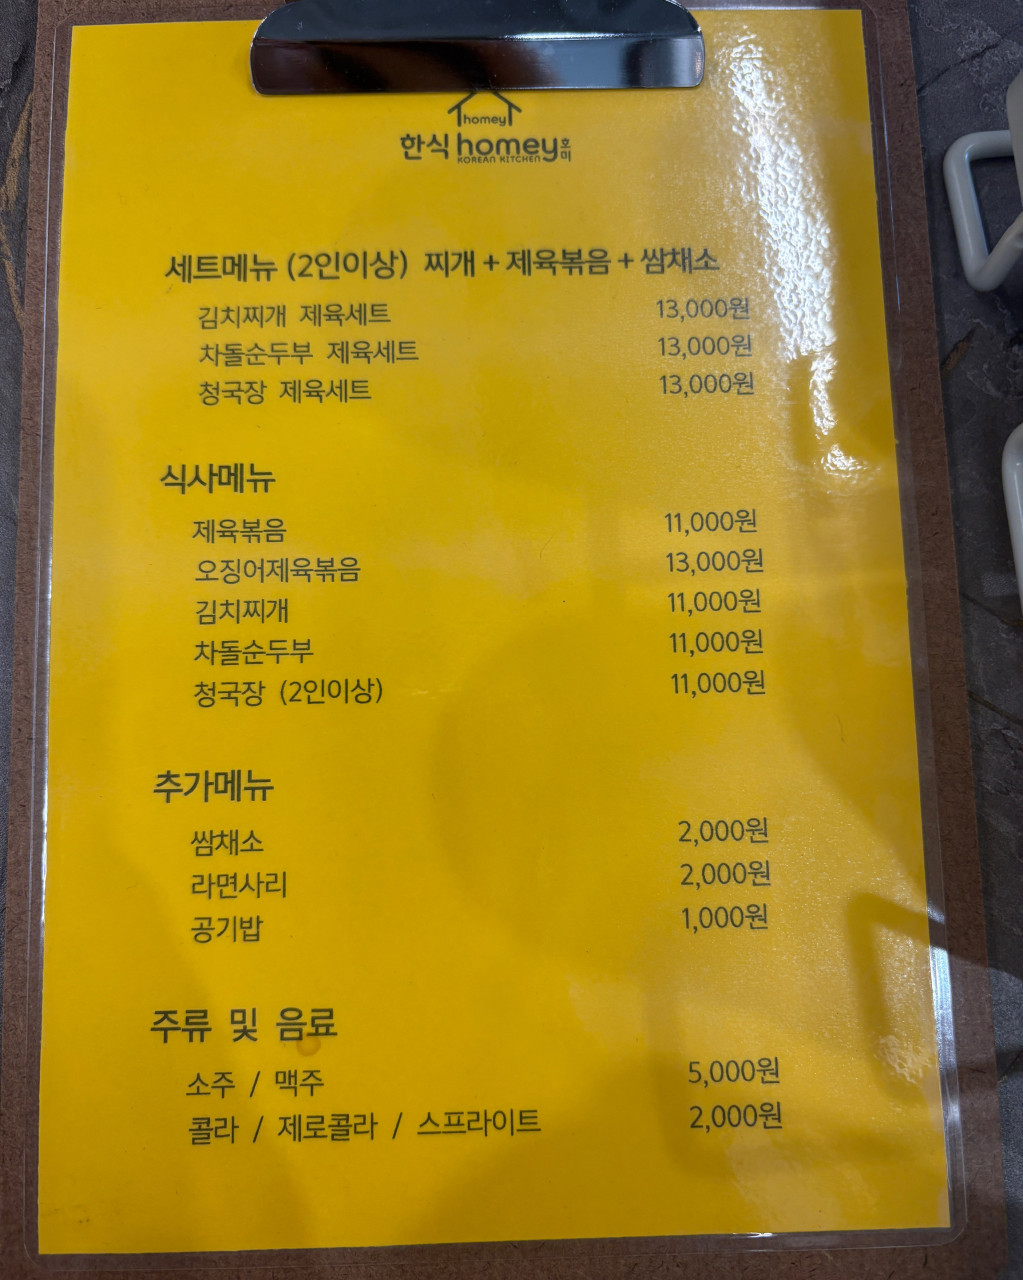 homey
한식 homey 호미
KOREAN KITCHEN
세트메뉴 (2인이상) 찌개 + 제육볶음 + 쌈채소
김치찌개 제육세트 13,000원
차돌순두부 제육세트 13,000원
청국장 제육세트 13,000원
식사메뉴
제육볶음 11,000원
오징어제육볶음 13,000원
김치찌개 11,000원
차돌순두부 11,000원
청국장 (2인이상) 11,000원
추가메뉴
쌈채소 2,000원
라면사리 2,000원
공기밥 1,000원
주류 및 음료
소주 / 맥주 5,000원
콜라 / 제로콜라 / 스프라이트 2,000원